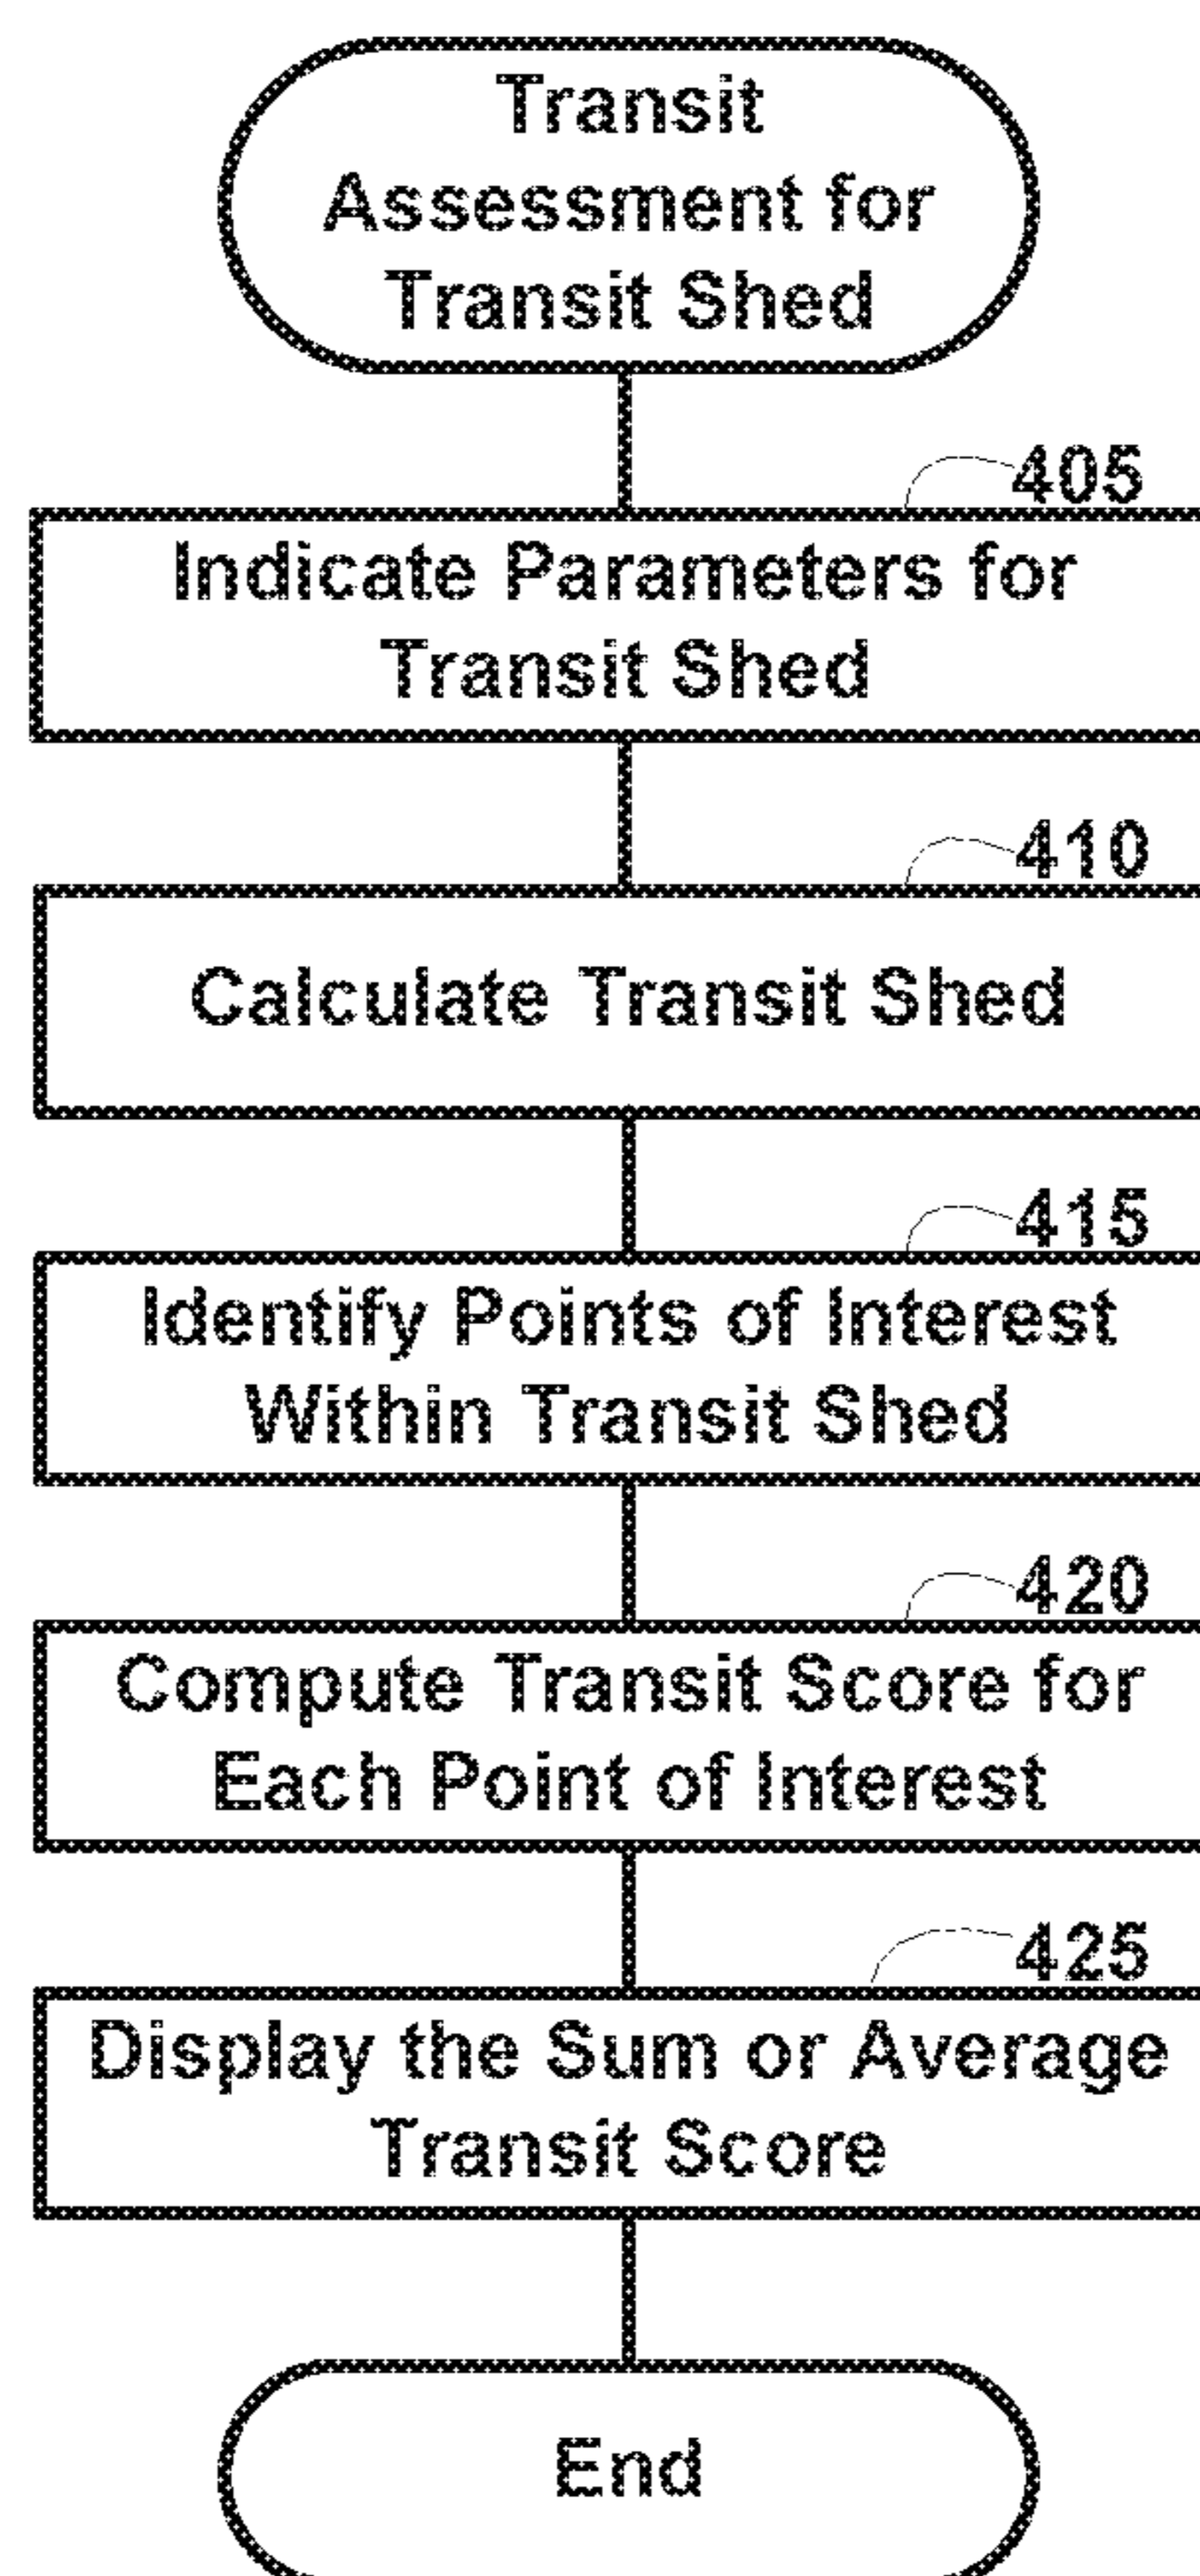 Transit
Assessment for
Transit Shed
405
Indicate Parameters for
Transit Shed
410
Calculate Transit Shed
415
Identify Points of Interest
Within Transit Shed
420
Compute Transit Score for
Each Point of Interest
425
Display the Sum or Average
Transit Score
End